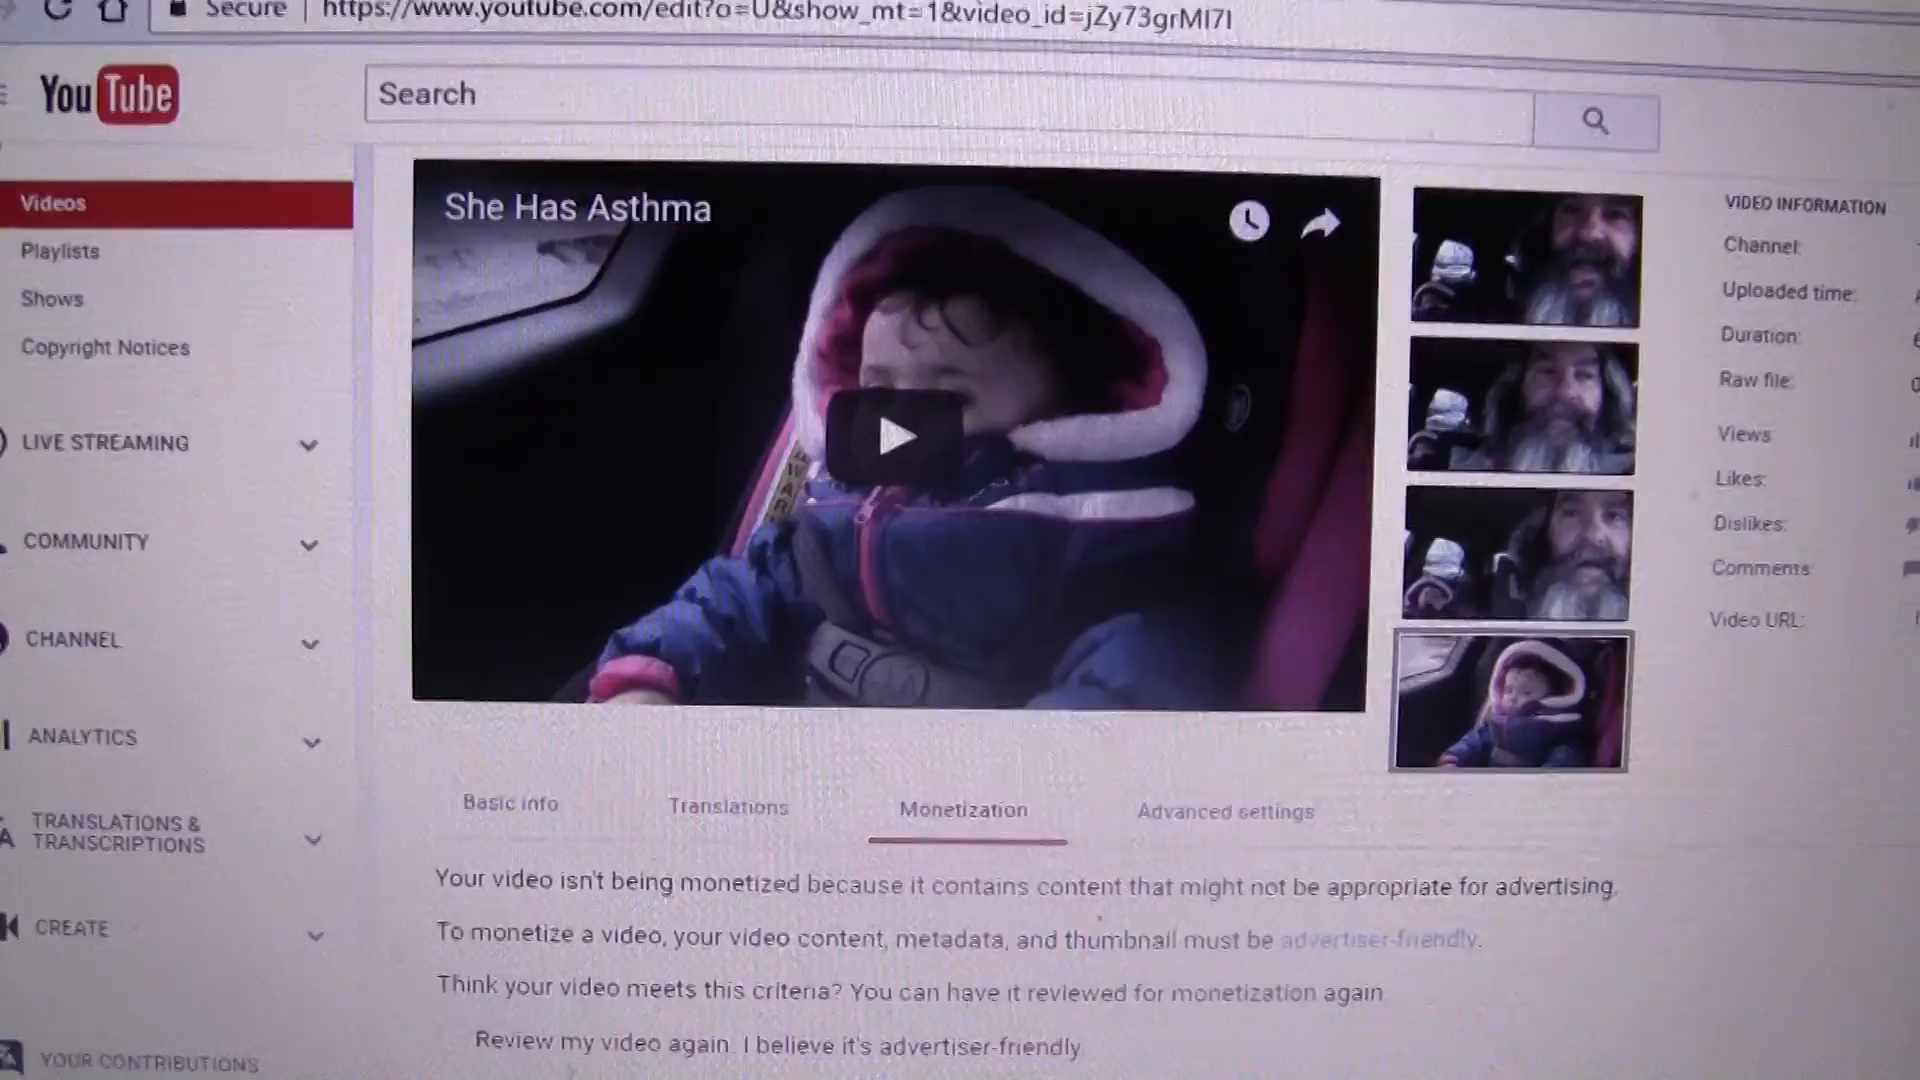 Secure | https://www.youtube.com/edit?o=U&show_mt=1&video_id=jZy73grMI7I
YouTube
Search
Videos
Playlists
Shows
Copyright Notices
LIVE STREAMING
COMMUNITY
CHANNEL
ANALYTICS
TRANSLATIONS &
TRANSCRIPTIONS
CREATE
YOUR CONTRIBUTIONS
She Has Asthma
WAR
VIDEO INFORMATION
Channel:
Uploaded time:
Duration:
Raw file:
Views:
Likes:
Dislikes:
Comments:
Video URL:
Basic info
Translations
Monetization
Advanced settings
Your video isn't being monetized because it contains content that might not be appropriate for advertising.
To monetize a video, your video content, metadata, and thumbnail must be advertiser-friendly.
Think your video meets this criteria? You can have it reviewed for monetization again.
Review my video again. I believe it's advertiser-friendly.